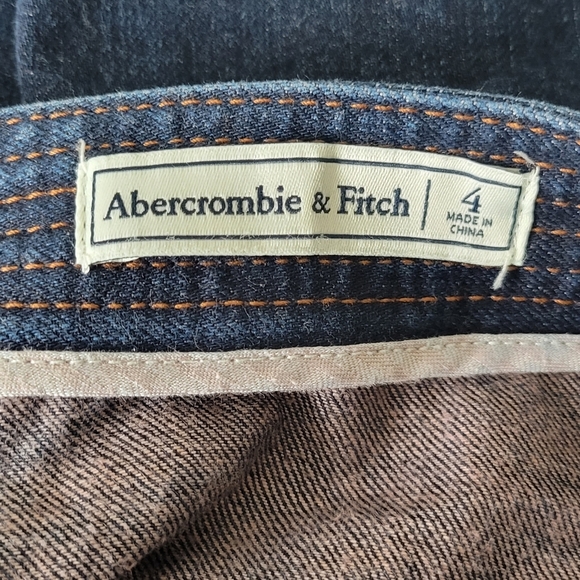 Abercrombie & Fitch
4
MADE IN
CHINA